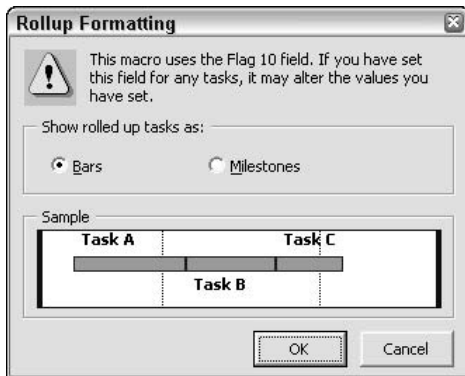 Rollup Formatting
This macro uses the Flag 10 field. If you have set
this field for any tasks, it may alter the values you
have set.
Show rolled up tasks as:
Bars Milestones
Sample
Task A Task C
Task B
OK Cancel